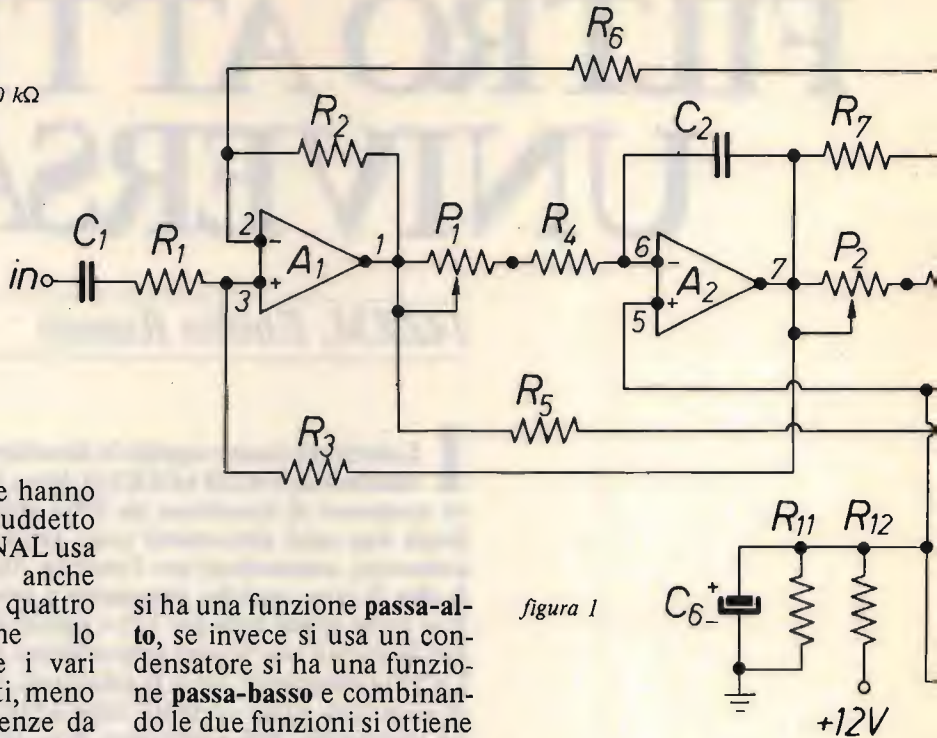 0 kΩ
R6
R2
C2
R7
C1
R1
P1
R4
P2
in
2
-
A1
1
3
+
6
-
A2
7
5
+
R5
R3
e hanno
uddetto
NAL usa
anche
quattro
ne lo
e i vari
ti, meno
enze da
si ha una funzione passa-al-
to, se invece si usa un con-
densatore si ha una funzio-
ne passa-basso e combinan-
do le due funzioni si ottiene
figura 1
R11
R12
C6
+
-
+12V